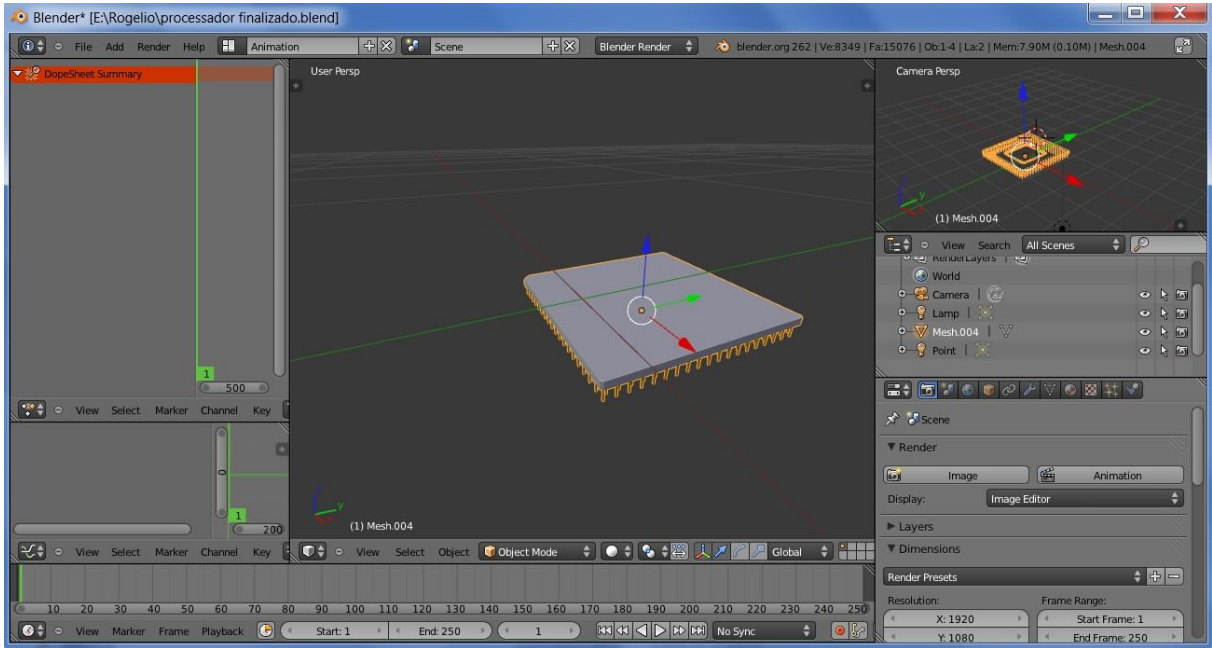 Blender* [E:\Rogelio\processador finalizado.blend]
File Add Render Help Animation Scene Blender Render blender.org 262 | Ve:8349 | Fa:15076 | Ob:1-4 | La:2 | Mem:7.90M (0.10M) | Mesh.004
DopeSheet Summary
1
500
View Select Marker Channel Key
0
1
200
View Select Marker Channel Key
User Persp
y
(1) Mesh.004
View Select Object Object Mode Global
Camera Persp
y
(1) Mesh.004
View Search All Scenes
RenderLayers
World
Camera
Lamp
Mesh.004
Point
Scene
Render
Image Animation
Display: Image Editor
Layers
Dimensions
Render Presets
Resolution: Frame Range:
X: 1920 Start Frame: 1
Y: 1080 End Frame: 250
10 20 30 40 50 60 70 80 90 100 110 120 130 140 150 160 170 180 190 200 210 220 230 240 250
View Marker Frame Playback Start: 1 End: 250 1 No Sync